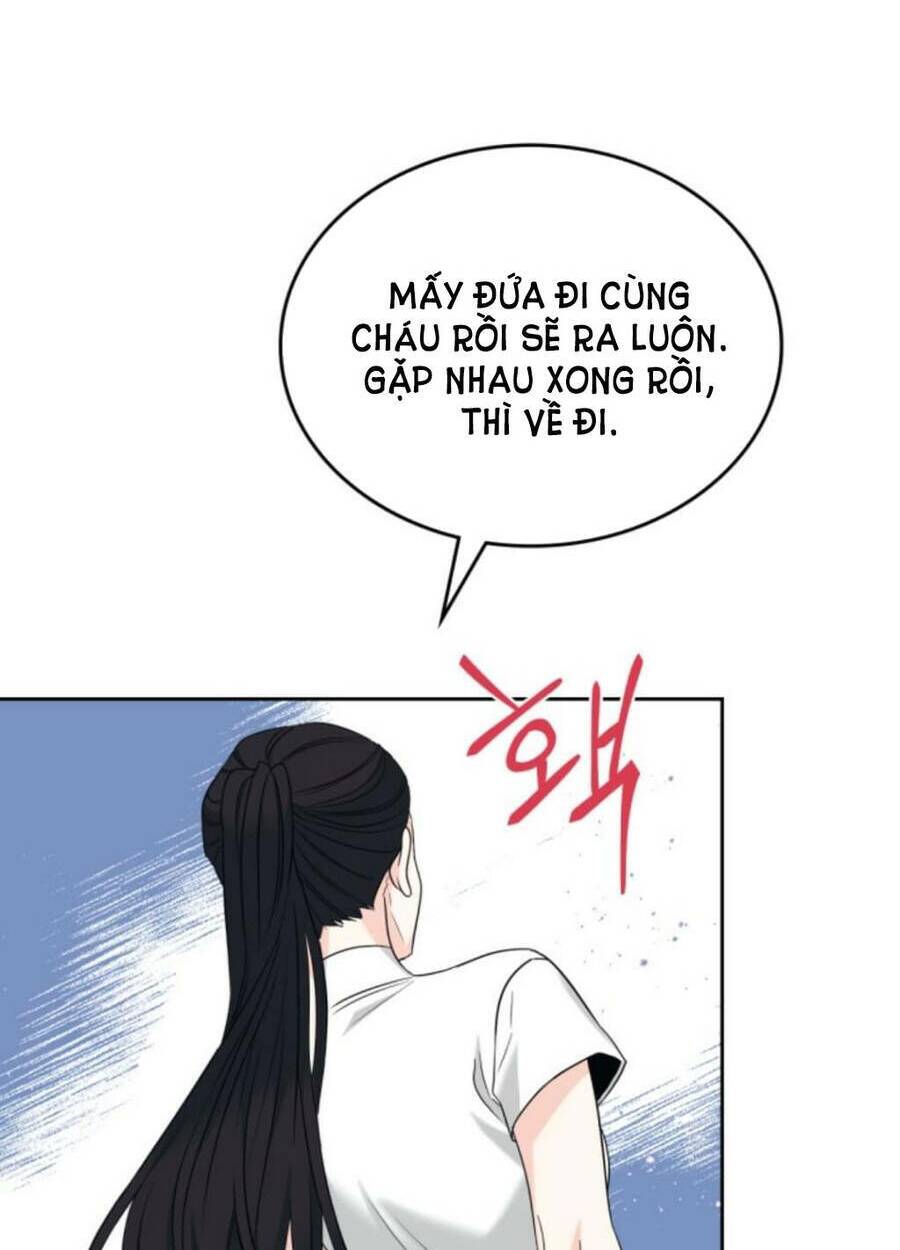 MẤY ĐỨA ĐI CÙNG
CHÁU RỒI SẼ RA LUÔN.
GẶP NHAU XONG RỒI,
THÌ VỀ ĐI.
홱